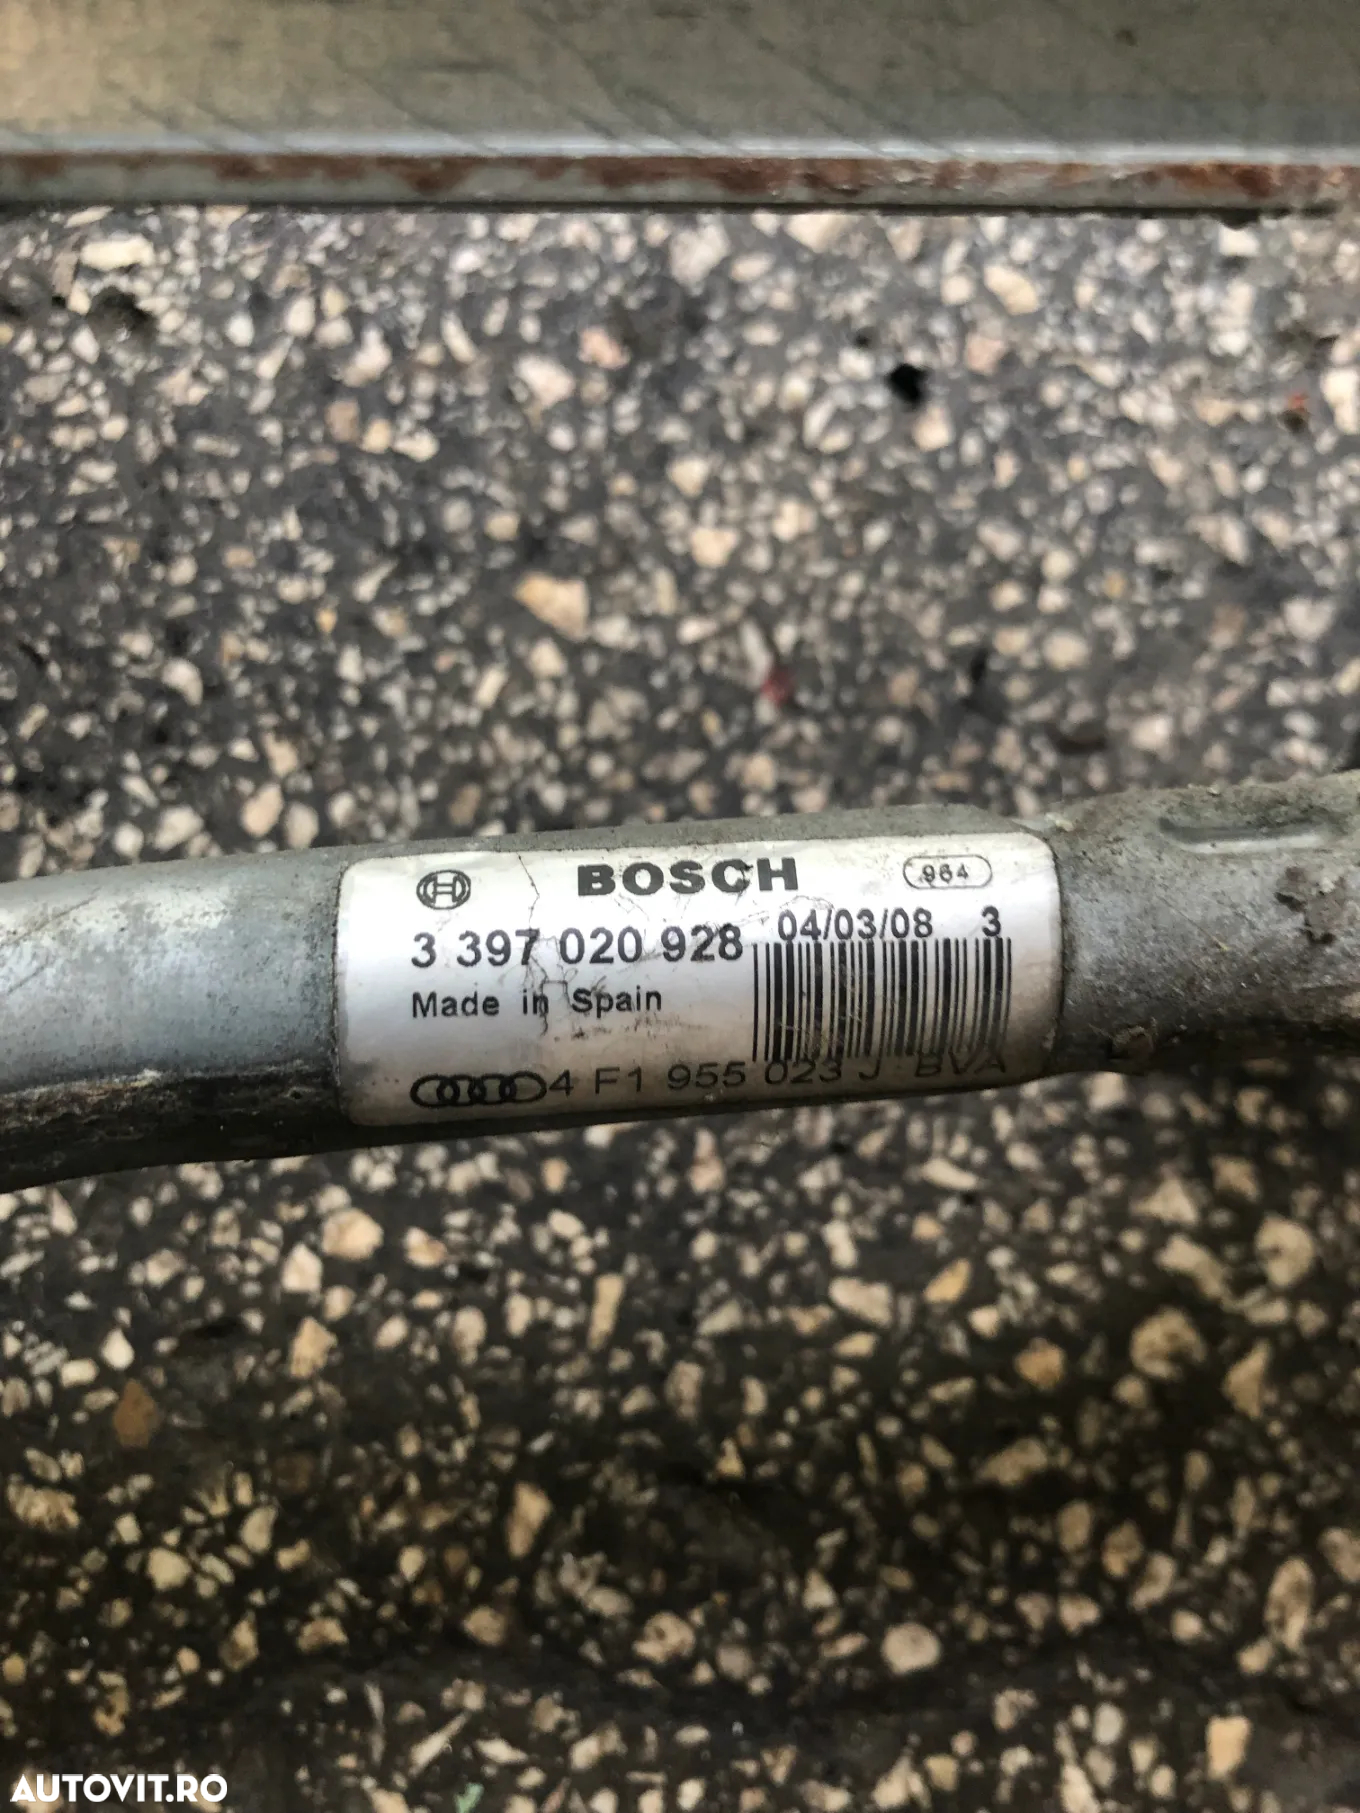 BOSCH 964
3 397 020 928 04/03/08 3
Made in Spain
4 F1 955 023 J BVA
AUTOVIT.RO